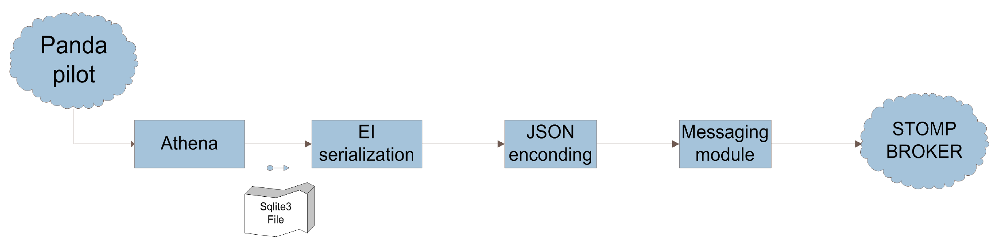 Panda
pilot
Athena
EI
serialization
JSON
enconding
Messaging
module
STOMP
BROKER
Sqlite3
File